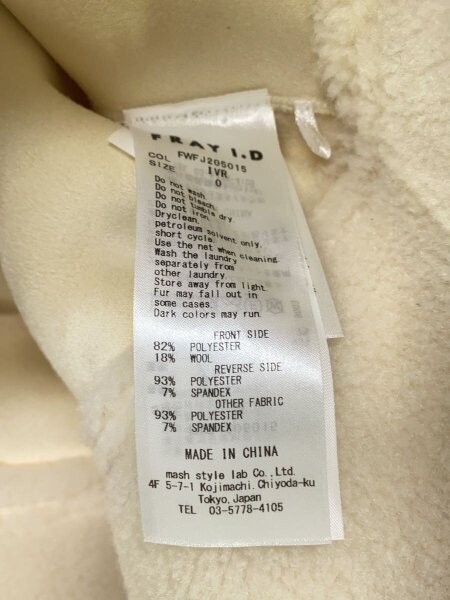 FRAY I.D
FWFJ206015
COL IVR
SIZE 0
Do not wash.
Do not bleach.
Do not tumble dry.
Do not iron.
Dryclean.
petroleum solvent only.
short cycle.
Use the net when cleaning.
Wash the laundry
separately from
other laundry.
Store away from light.
Fur may fall out in
some cases.
Dark colors may run.
FRONT SIDE
82% POLYESTER
18% WOOL
REVERSE SIDE
93% POLYESTER
7% SPANDEX
OTHER FABRIC
93% POLYESTER
7% SPANDEX
MADE IN CHINA
mash style lab Co., Ltd.
4F 5-7-1 Kojimachi, Chiyoda-ku
Tokyo, Japan
TEL 03-5778-4105